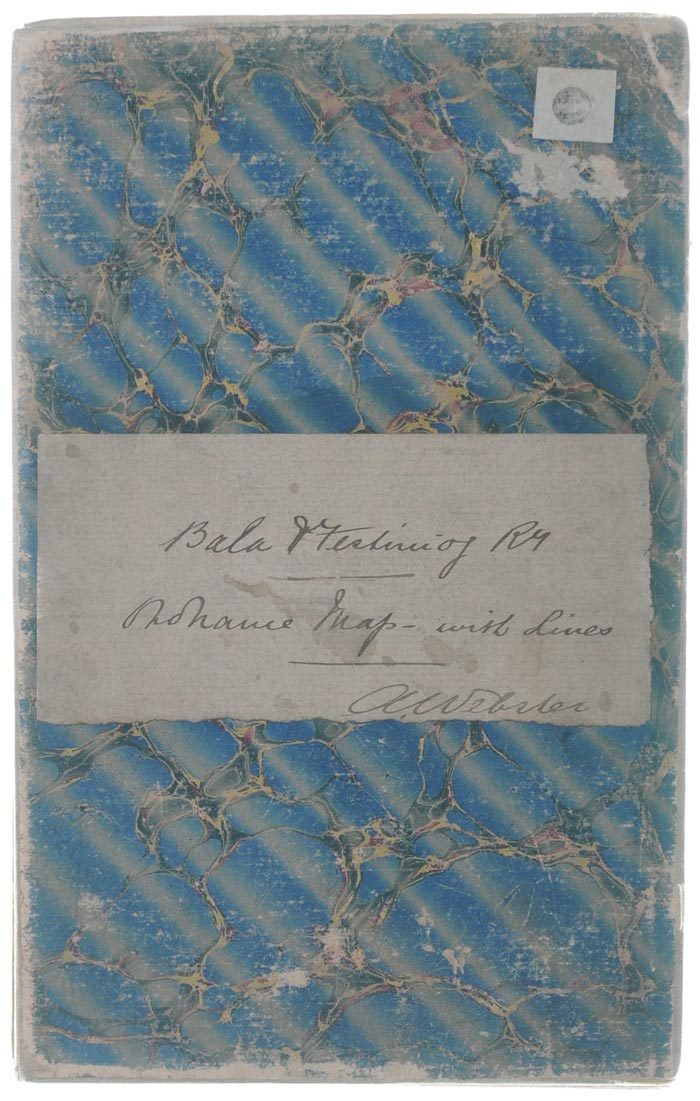 Bala & Festiniog Ry
Ordnance Map - with Lines
A. Webster